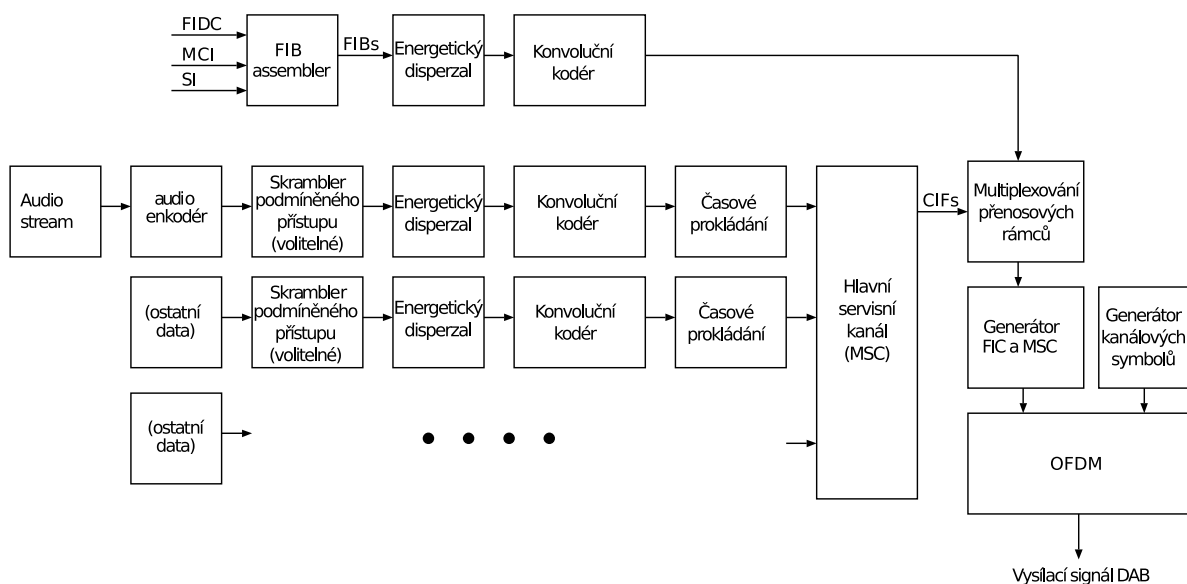 FIDC
MCI
SI
FIB
assembler
FIBs
Energetický
disperzal
Konvoluční
kodér
Audio
stream
audio
enkodér
Skrambler
podmíněného
přístupu
(volitelné)
Energetický
disperzal
Konvoluční
kodér
Časové
prokládání
CIFs
Multiplexování
přenosových
rámců
(ostatní
data)
Skrambler
podmíněného
přístupu
(volitelné)
Energetický
disperzal
Konvoluční
kodér
Časové
prokládání
Hlavní
servisní
kanál
(MSC)
Generátor
FIC a MSC
Generátor
kanálových
symbolů
(ostatní
data)
OFDM
Vysílací signál DAB